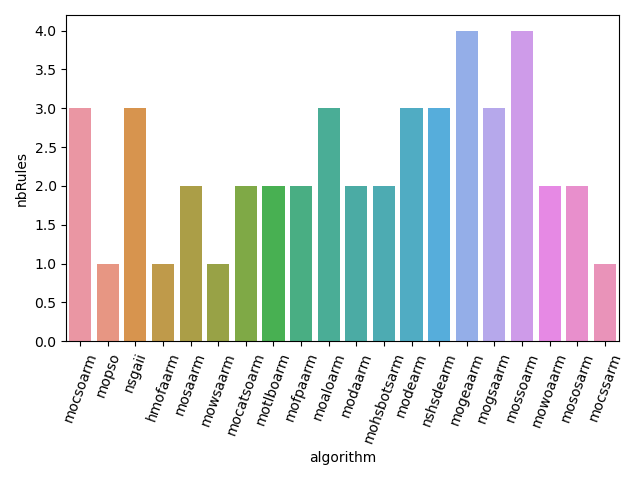 4.0
3.5
3.0
2.5
2.0
1.5
1.0
0.5
0.0
nbRules
mocsoarm
mopso
nsgaii
hmofaarm
mosaarm
mowsaarm
mocatsoarm
motlboarm
mofpaarm
moaloarm
modaarm
mohsbotsarm
modearm
nshsdearm
mogeaarm
mogsaarm
mossoarm
mowoaarm
mososarm
mocssarm
algorithm